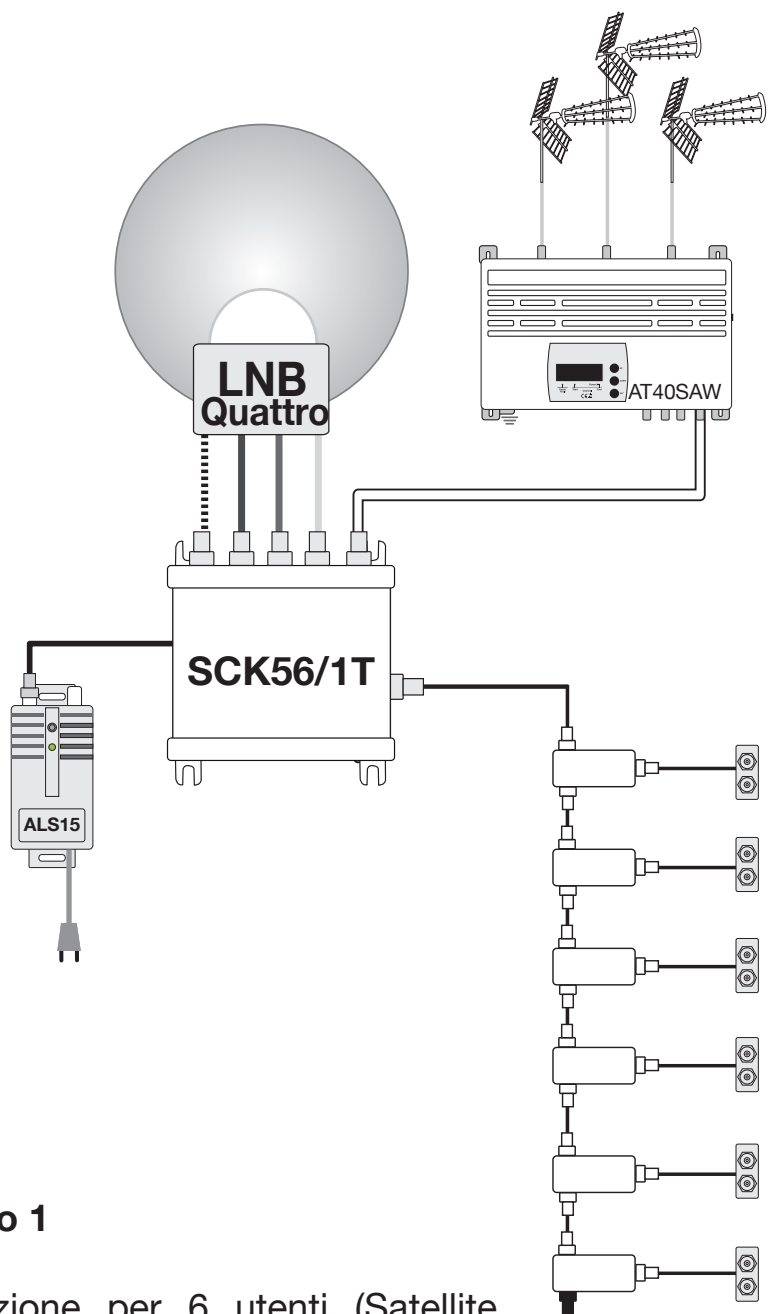 LNB
Quattro
AT40SAW
SCK56/1T
ALS15
o 1
zione per 6 utenti (Satellite